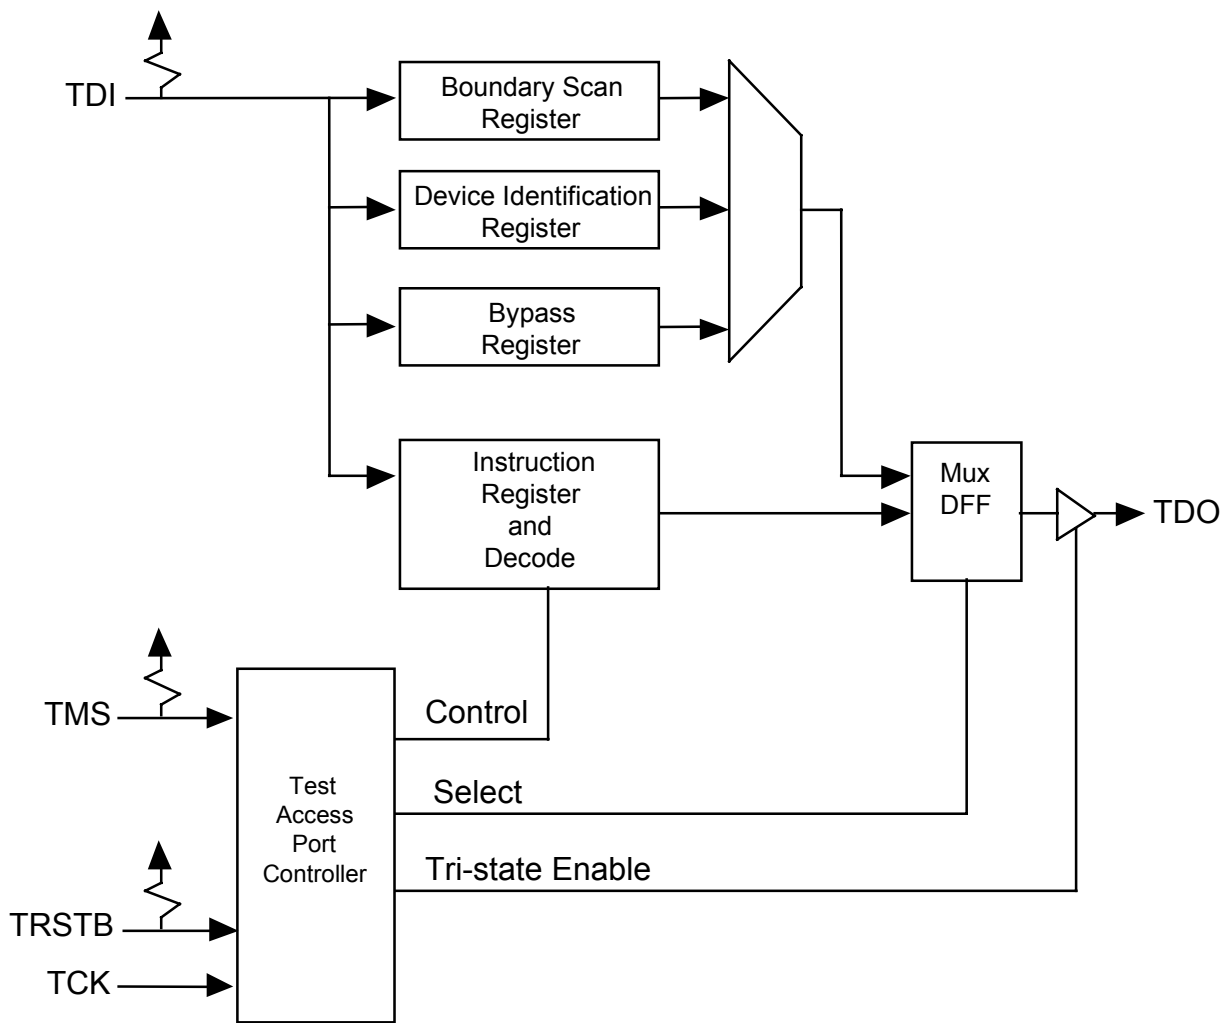 TDI
Boundary Scan
Register
Device Identification
Register
Bypass
Register
Instruction
Register
and
Decode
Mux
DFF
TDO
TMS
Control
Test
Access
Port
Controller
Select
Tri-state Enable
TRSTB
TCK